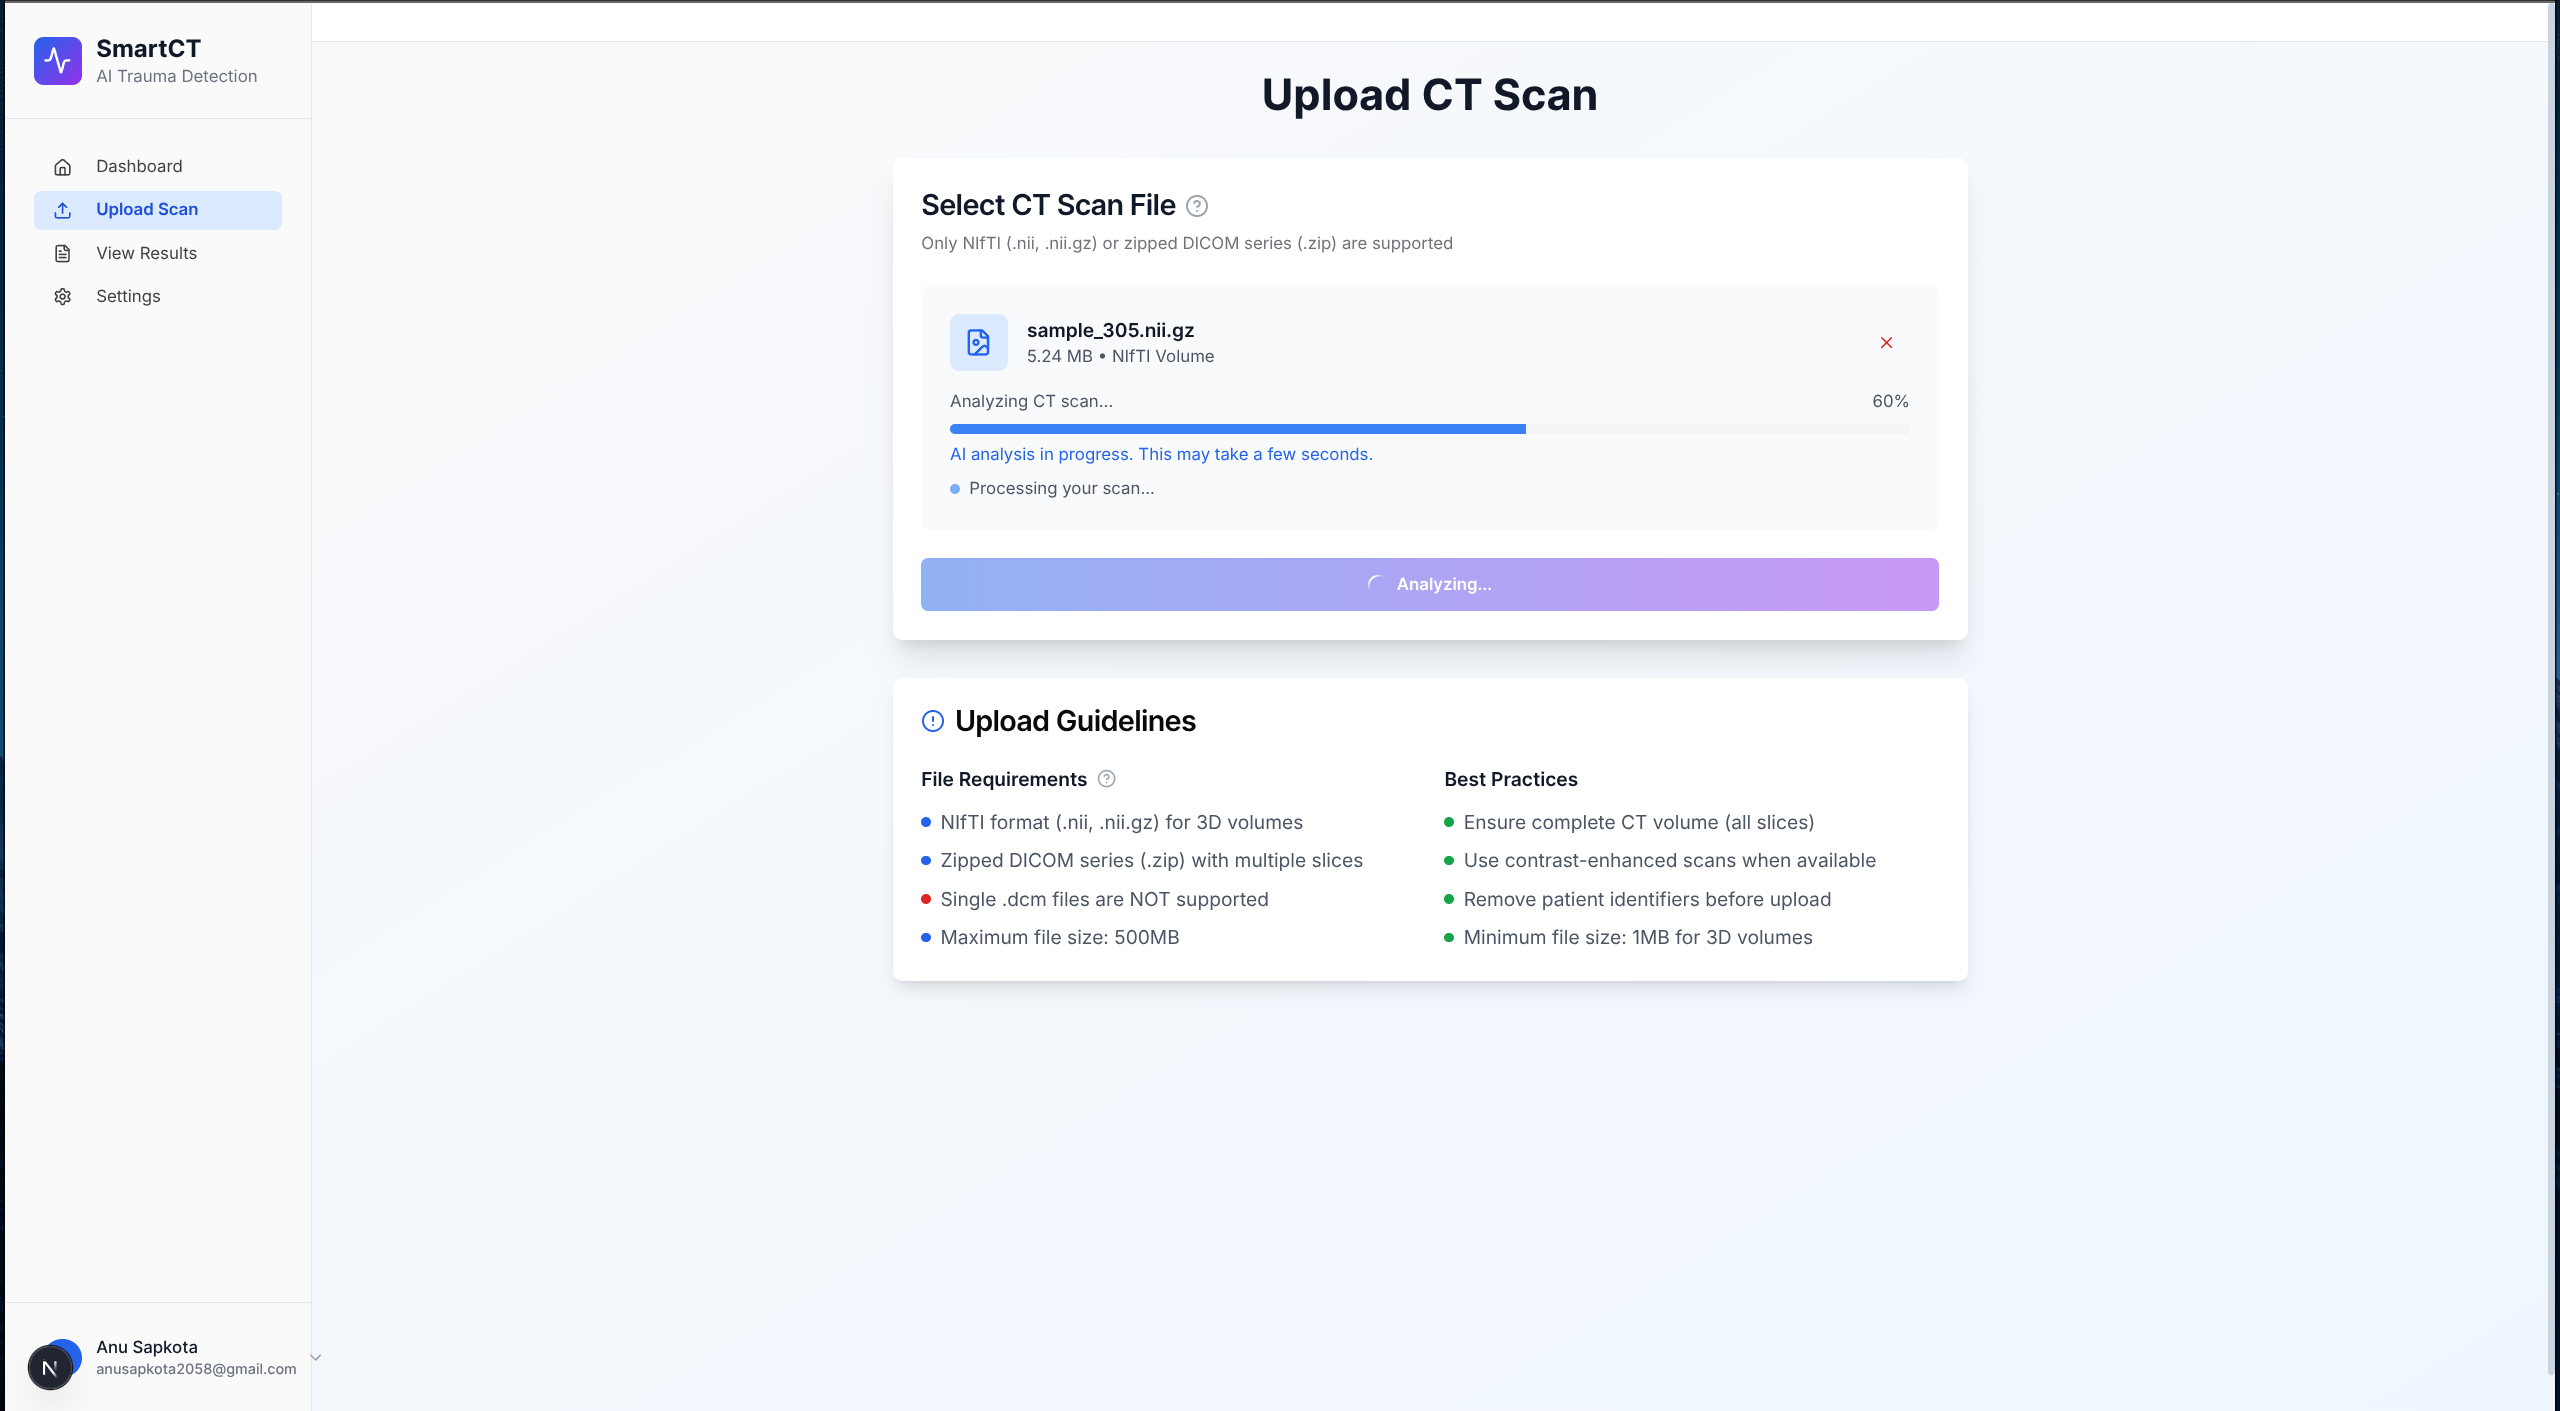 SmartCT
AI Trauma Detection
Dashboard
Upload Scan
View Results
Settings
Anu Sapkota
anusapkota2058@gmail.com
N
Upload CT Scan
Select CT Scan File
Only NIfTI (.nii, .nii.gz) or zipped DICOM series (.zip) are supported
sample_305.nii.gz
5.24 MB • NIfTI Volume
Analyzing CT scan... 60%
AI analysis in progress. This may take a few seconds.
Processing your scan...
Analyzing...
Upload Guidelines
File Requirements
NIfTI format (.nii, .nii.gz) for 3D volumes
Zipped DICOM series (.zip) with multiple slices
Single .dcm files are NOT supported
Maximum file size: 500MB
Best Practices
Ensure complete CT volume (all slices)
Use contrast-enhanced scans when available
Remove patient identifiers before upload
Minimum file size: 1MB for 3D volumes